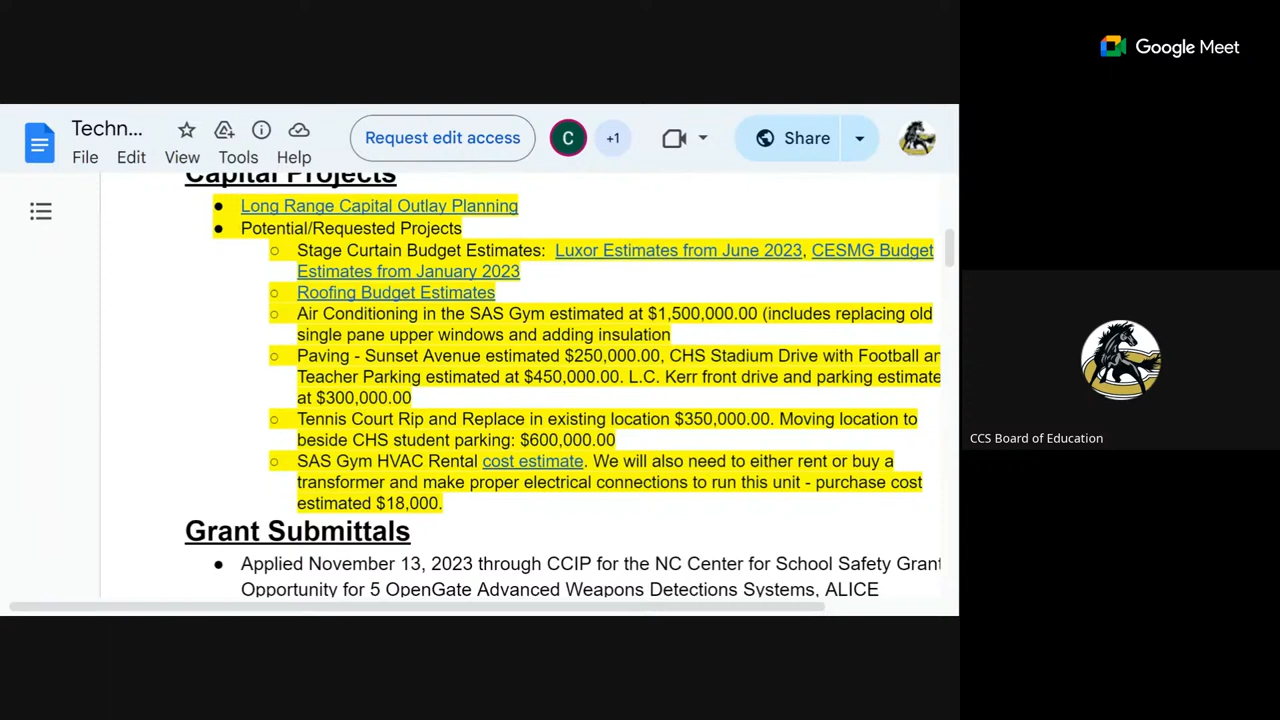 Google Meet
Techn...
Request edit access
C
+1
Share
File Edit View Tools Help
Capital Projects
● Long Range Capital Outlay Planning
● Potential/Requested Projects
○ Stage Curtain Budget Estimates: Luxor Estimates from June 2023, CESMG Budget
Estimates from January 2023
○ Roofing Budget Estimates
○ Air Conditioning in the SAS Gym estimated at $1,500,000.00 (includes replacing old
single pane upper windows and adding insulation
○ Paving - Sunset Avenue estimated $250,000.00, CHS Stadium Drive with Football an
Teacher Parking estimated at $450,000.00. L.C. Kerr front drive and parking estimate
at $300,000.00
○ Tennis Court Rip and Replace in existing location $350,000.00. Moving location to
beside CHS student parking: $600,000.00
○ SAS Gym HVAC Rental cost estimate. We will also need to either rent or buy a
transformer and make proper electrical connections to run this unit - purchase cost
estimated $18,000.
Grant Submittals
● Applied November 13, 2023 through CCIP for the NC Center for School Safety Grant
Opportunity for 5 OpenGate Advanced Weapons Detections Systems, ALICE
CCS Board of Education